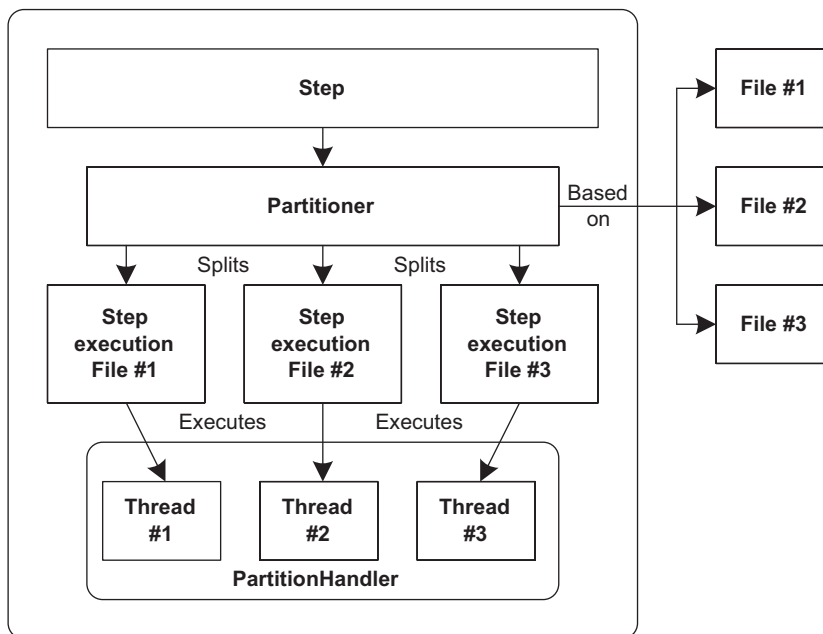 Step
File #1
Partitioner
Based
on
File #2
Splits
Splits
Step
execution
File #1
Step
execution
File #2
Step
execution
File #3
File #3
Executes
Executes
Thread
#1
Thread
#2
Thread
#3
PartitionHandler